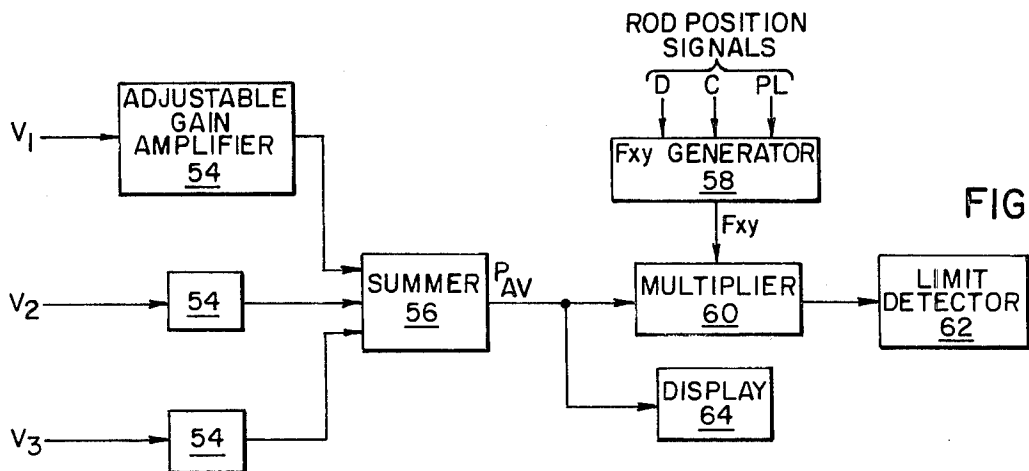 ROD POSITION
SIGNALS
D C PL
ADJUSTABLE
GAIN
AMPLIFIER
54
V1
Fxy GENERATOR
58
Fxy
FIG
V2
54
SUMMER
56
PAV
MULTIPLIER
60
LIMIT
DETECTOR
62
DISPLAY
64
V3
54